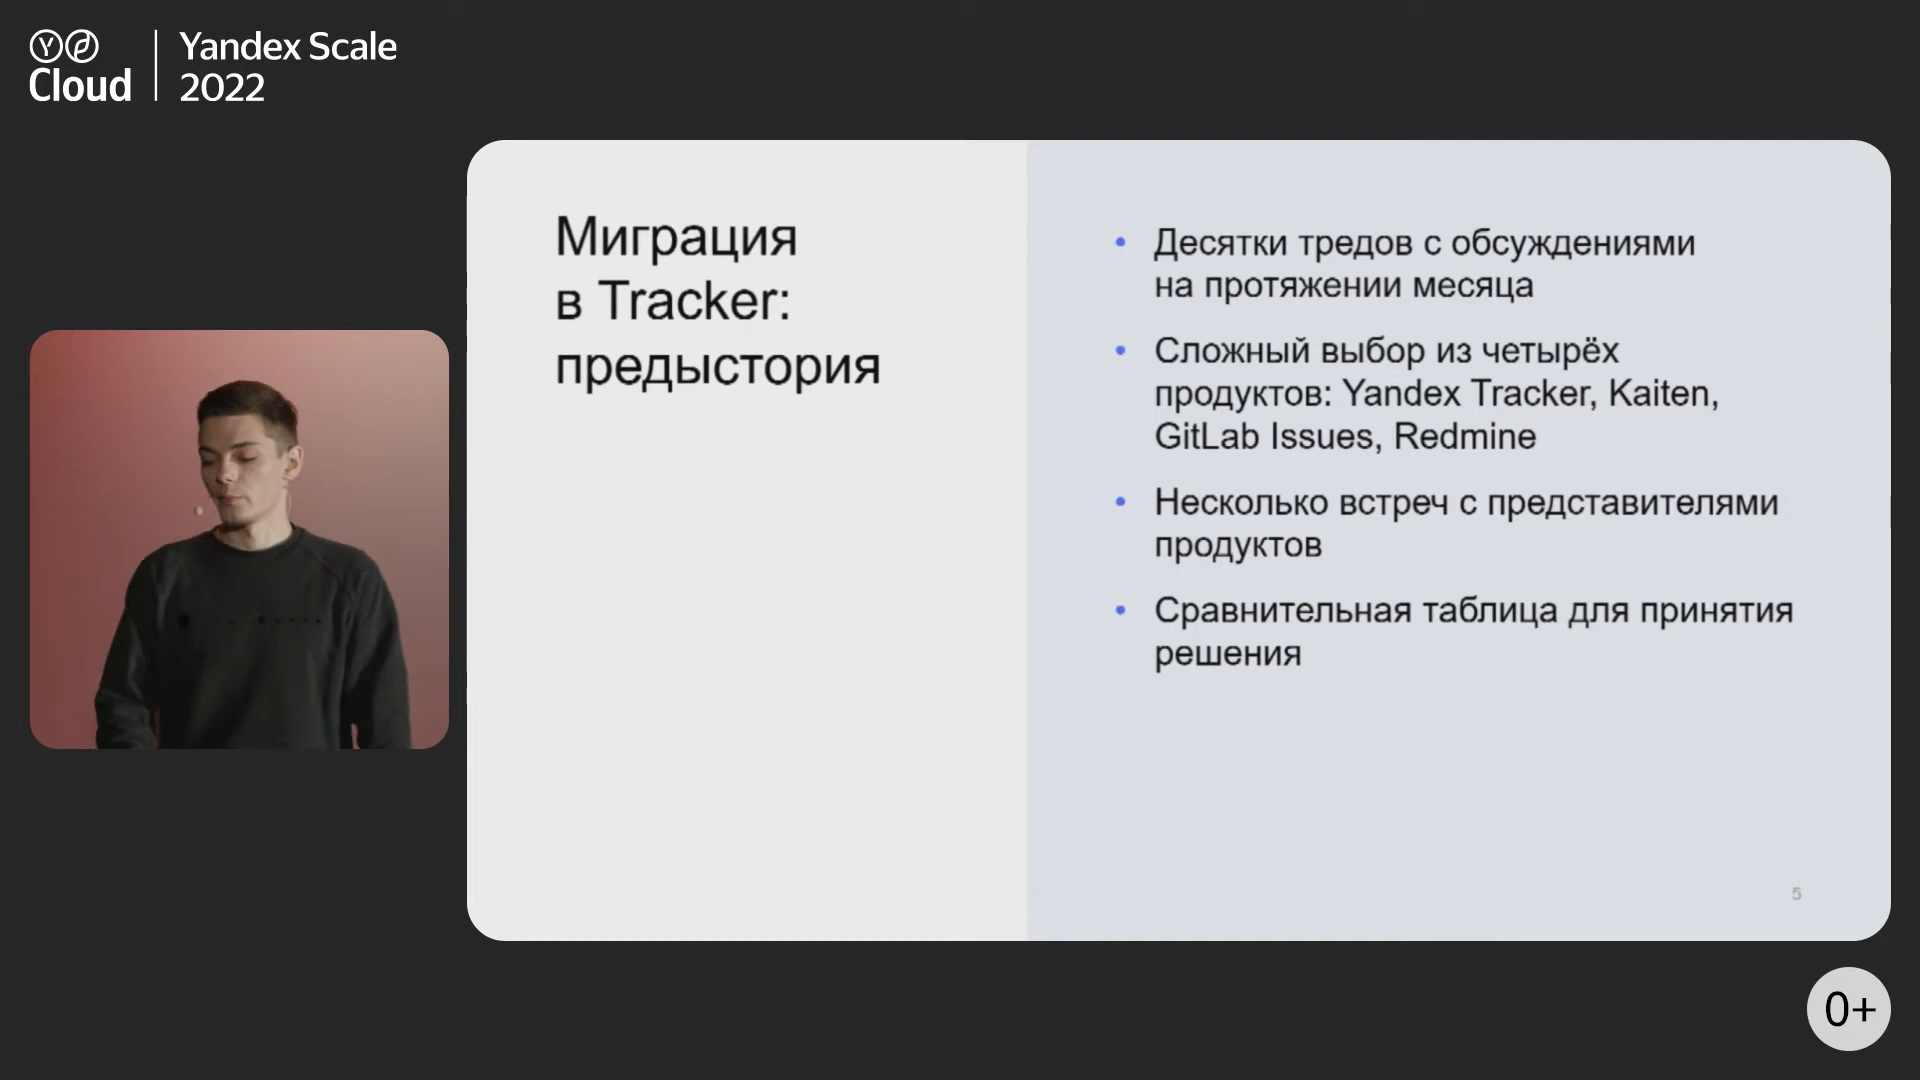 Cloud
Yandex Scale
2022
Миграция
в Tracker:
предыстория
• Десятки тредов с обсуждениями
на протяжении месяца
• Сложный выбор из четырёх
продуктов: Yandex Tracker, Kaiten,
GitLab Issues, Redmine
• Несколько встреч с представителями
продуктов
• Сравнительная таблица для принятия
решения
5
0+